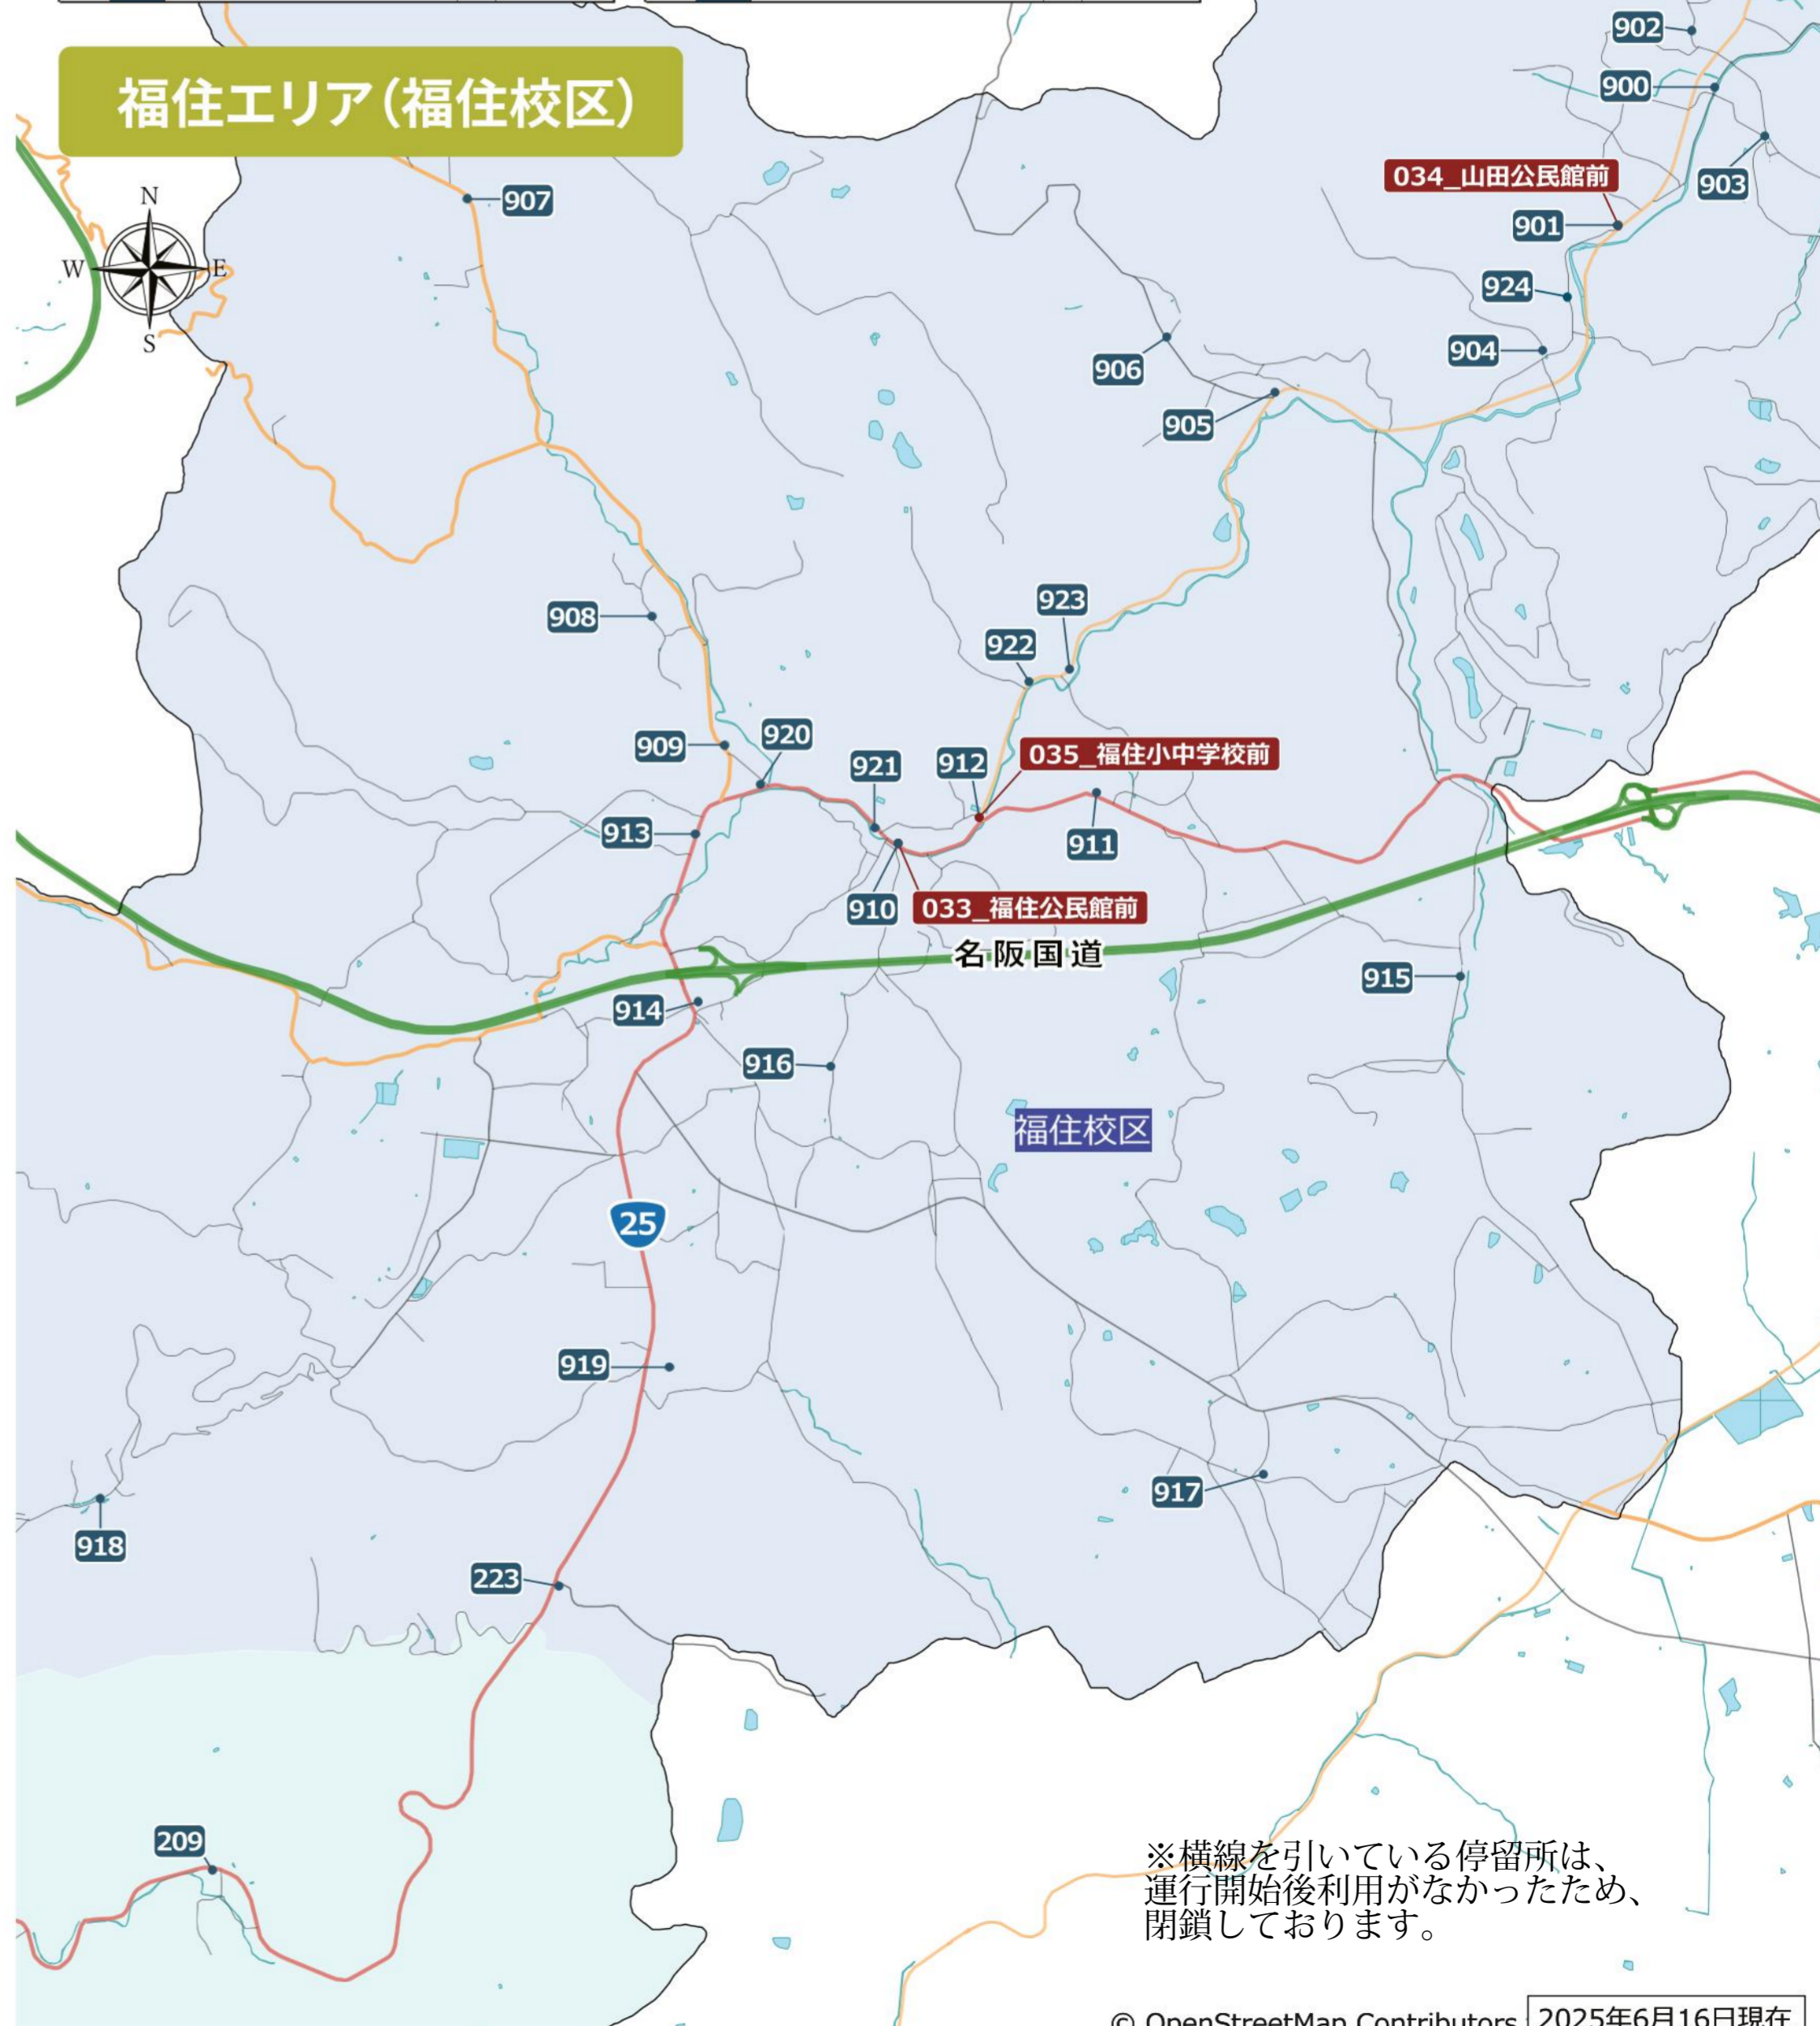 福住エリア（福住校区）
902
900
034_山田公民館前
903
907
N
901
W
E
924
S
904
906
905
923
908
922
920
909
035_福住小中学校前
921
912
913
911
910
033_福住公民館前
名阪国道
915
914
916
福住校区
25
919
917
918
223
209
※横線を引いている停留所は、
運行開始後利用がなかったため、
閉鎖しております。
© OpenStreetMap Contributors
2025年6月16日現在